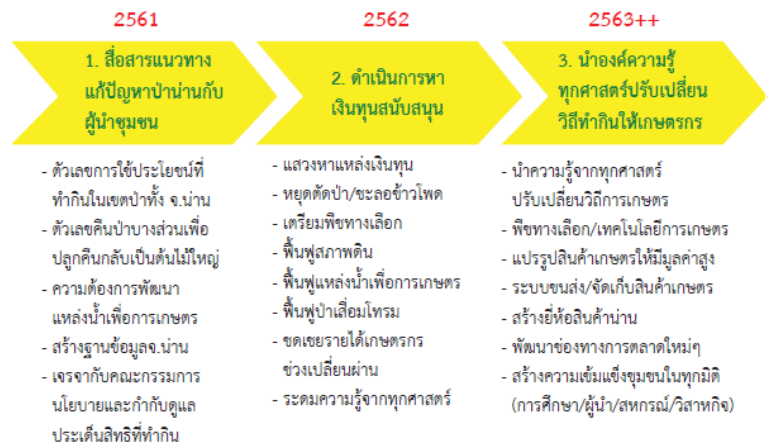 2561
1. สื่อสารแนวทาง
แก้ปัญหาป่าน่านกับ
ผู้นำชุมชน
- ตัวเลขการใช้ประโยชน์ที่
ทำกินในเขตป่าทั้ง จ.น่าน
- ตัวเลขคืนป่าบางส่วนเพื่อ
ปลูกคืนกลับเป็นต้นไม้ใหญ่
- ความต้องการพัฒนา
แหล่งน้ำเพื่อการเกษตร
- สร้างฐานข้อมูลจ.น่าน
- เจรจากับคณะกรรมการ
นโยบายและกำกับดูแล
ประเด็นสิทธิที่ทำกิน
2562
2. ดำเนินการหา
เงินทุนสนับสนุน
- แสวงหาแหล่งเงินทุน
- หยุดตัดป่า/ชะลอข้าวโพด
- เตรียมพืชทางเลือก
- ฟื้นฟูสภาพดิน
- ฟื้นฟูแหล่งน้ำเพื่อการเกษตร
- ฟื้นฟูป่าเสื่อมโทรม
- ชดเชยรายได้เกษตรกร
ช่วงเปลี่ยนผ่าน
- ระดมความรู้จากทุกศาสตร์
2563++
3. นำองค์ความรู้
ทุกศาสตร์ปรับเปลี่ยน
วิถีทำกินให้เกษตรกร
- นำความรู้จากทุกศาสตร์
ปรับเปลี่ยนวิถีการเกษตร
- พืชทางเลือก/เทคโนโลยีการเกษตร
- แปรรูปสินค้าเกษตรให้มีมูลค่าสูง
- ระบบขนส่ง/จัดเก็บสินค้าเกษตร
- สร้างยี่ห้อสินค้าน่าน
- พัฒนาช่องทางการตลาดใหม่ๆ
- สร้างความเข้มแข็งชุมชนในทุกมิติ
(การศึกษา/ผู้นำ/สหกรณ์/วิสาหกิจ)